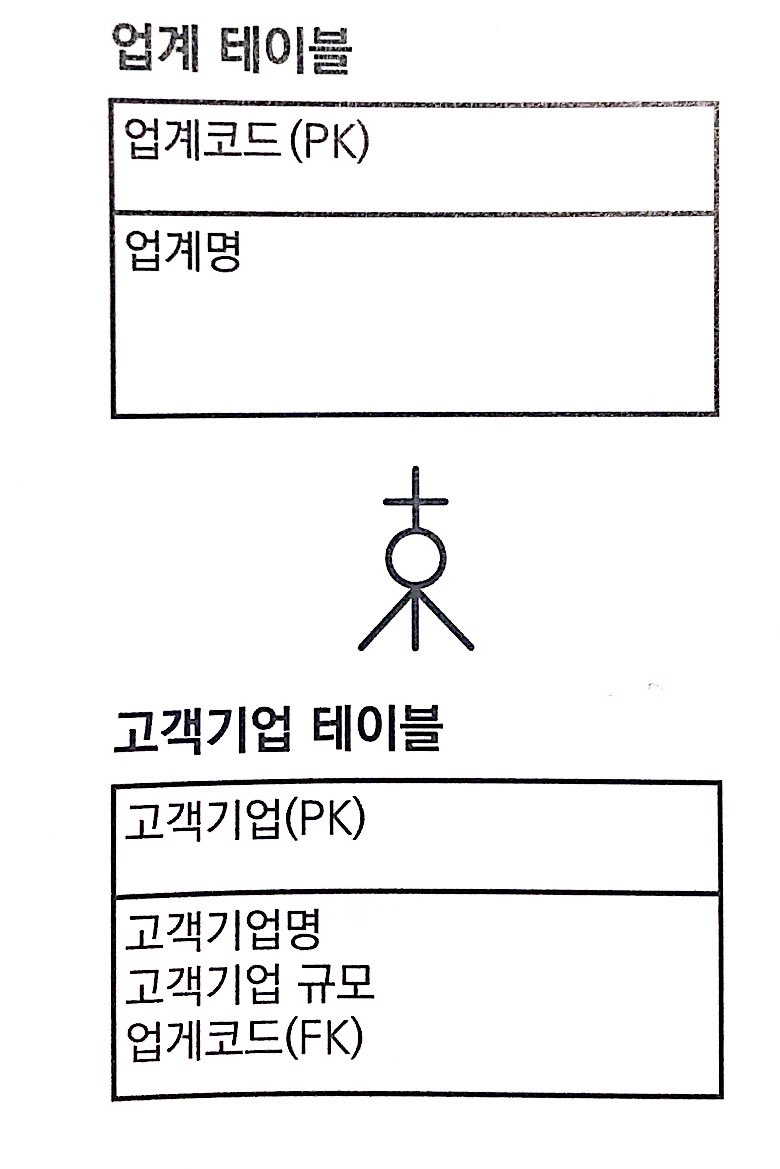 업계 테이블
업계코드(PK)
업계명
고객기업 테이블
고객기업(PK)
고객기업명
고객기업 규모
업게코드(FK)